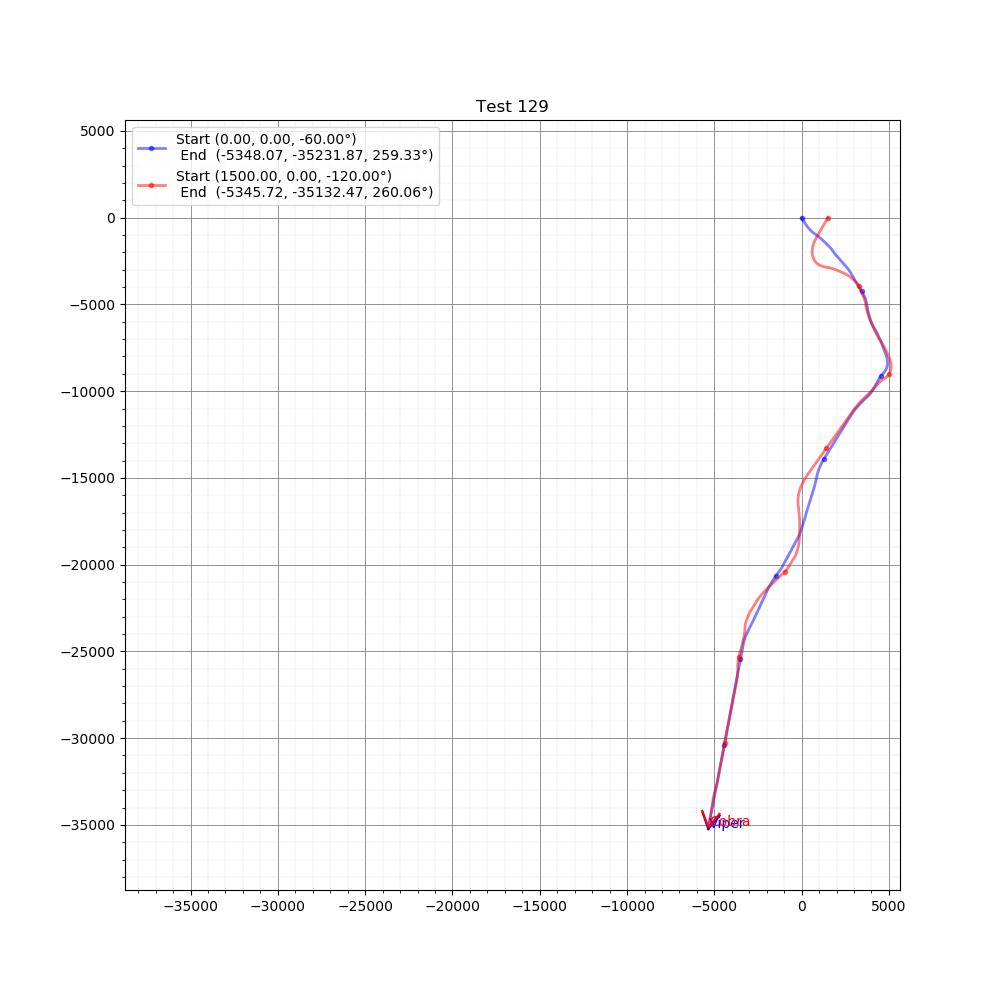 Test 129
Start (0.00, 0.00, -60.00°)
End (-5348.07, -35231.87, 259.33°)
Start (1500.00, 0.00, -120.00°)
End (-5345.72, -35132.47, 260.06°)
5000
0
−5000
−10000
−15000
−20000
−25000
−30000
−35000
Cobra
Viper
−35000 −30000 −25000 −20000 −15000 −10000 −5000 0 5000